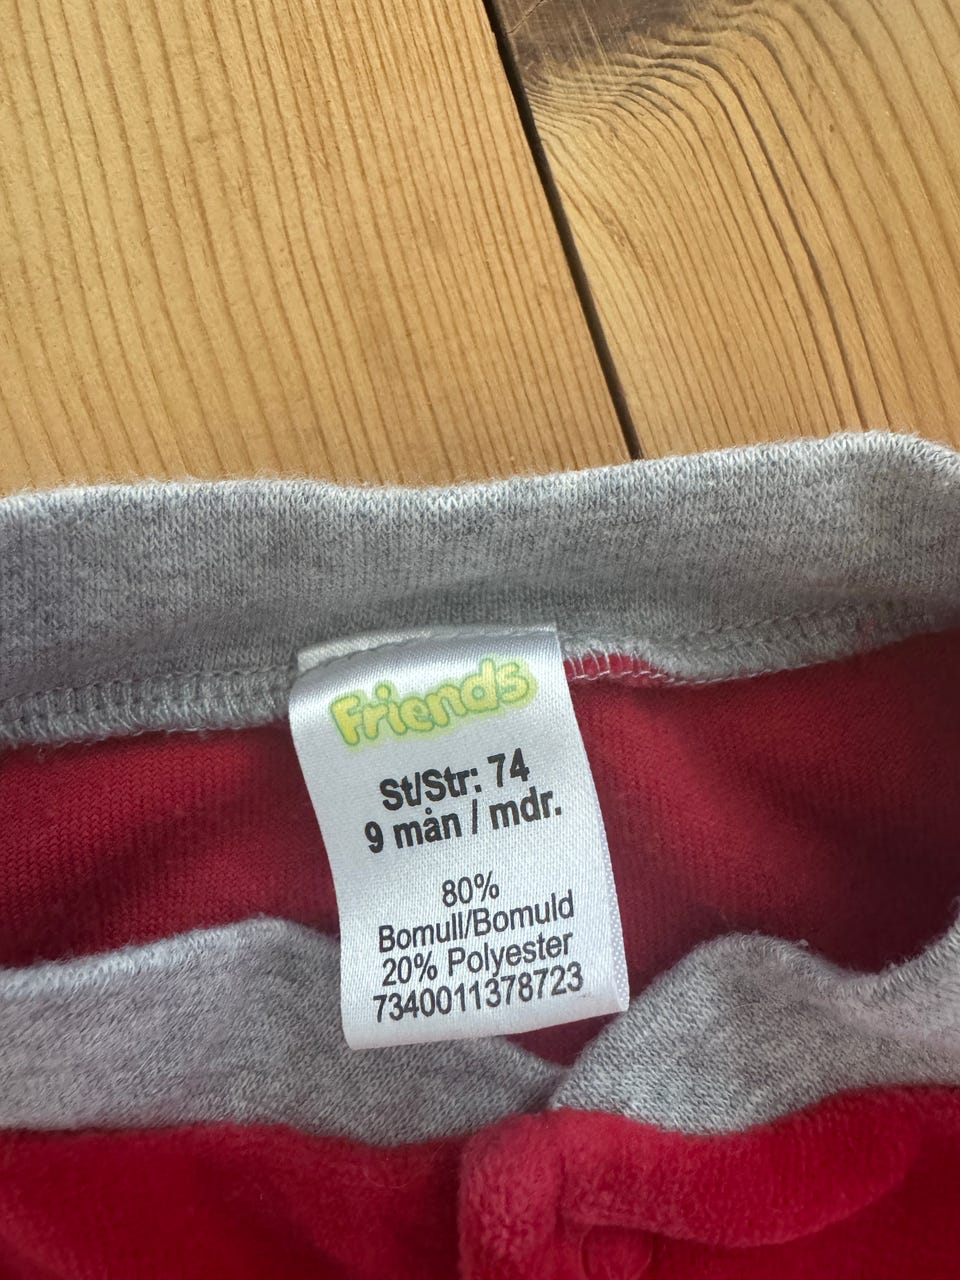 Friends
St/Str: 74
9 mån / mdr.
80%
Bomull/Bomuld
20% Polyester
7340011378723